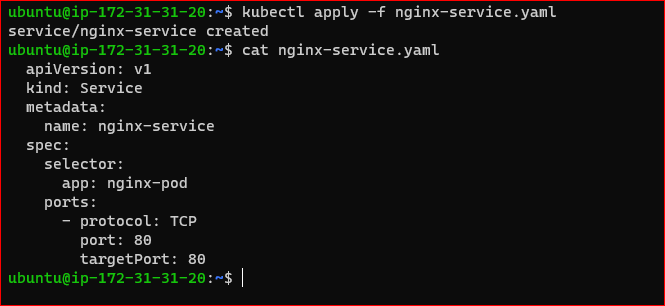 ubuntu@ip-172-31-31-20:~$ kubectl apply -f nginx-service.yaml
service/nginx-service created
ubuntu@ip-172-31-31-20:~$ cat nginx-service.yaml
  apiVersion: v1
  kind: Service
  metadata:
    name: nginx-service
  spec:
    selector:
      app: nginx-pod
    ports:
      - protocol: TCP
        port: 80
        targetPort: 80
ubuntu@ip-172-31-31-20:~$